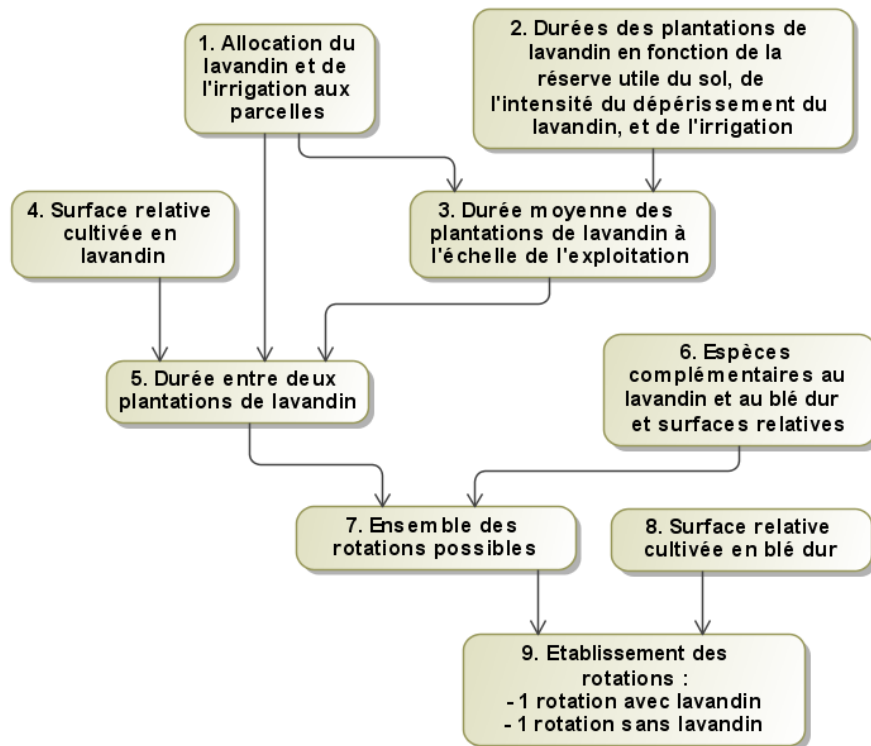 1. Allocation du
lavandin et de
l'irrigation aux
parcelles
2. Durées des plantations de
lavandin en fonction de la
réserve utile du sol, de
l'intensité du dépérissement du
lavandin, et de l'irrigation
4. Surface relative
cultivée en
lavandin
3. Durée moyenne des
plantations de lavandin à
l'échelle de l'exploitation
5. Durée entre deux
plantations de lavandin
6. Espèces
complémentaires au
lavandin et au blé dur
et surfaces relatives
7. Ensemble des
rotations possibles
8. Surface relative
cultivée en blé dur
9. Etablissement des
rotations :
- 1 rotation avec lavandin
- 1 rotation sans lavandin